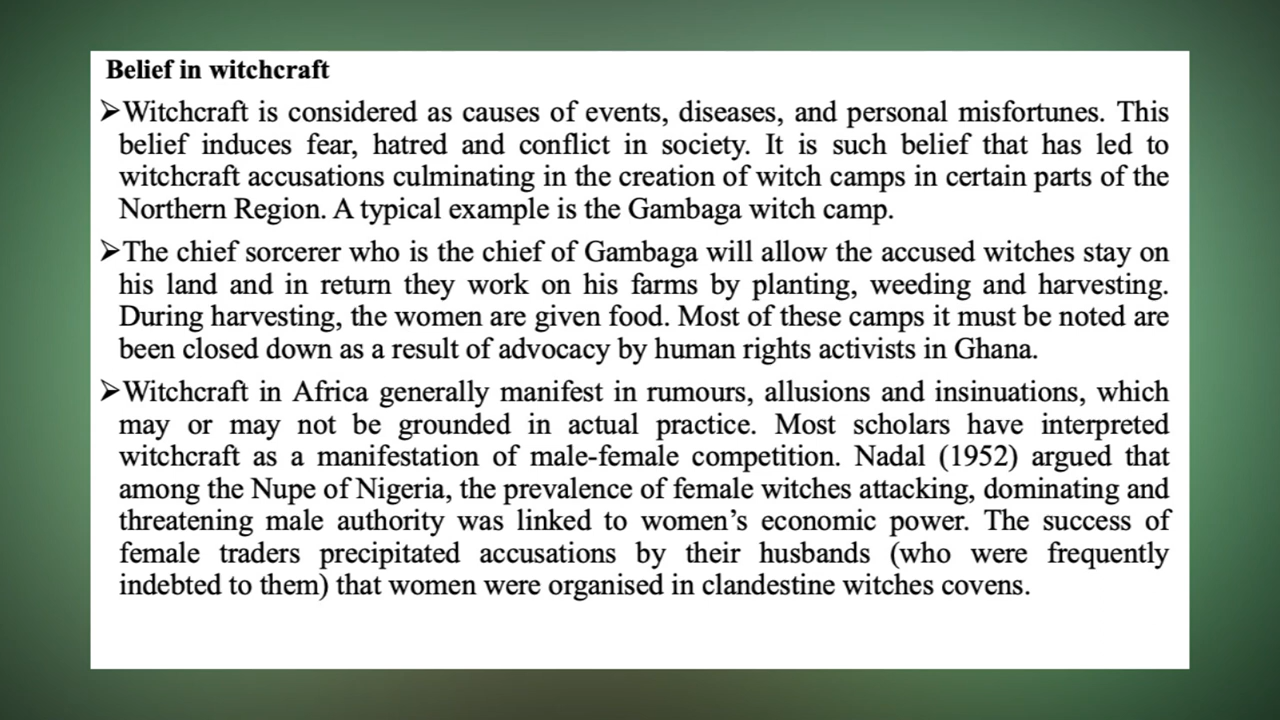 Belief in witchcraft
➢Witchcraft is considered as causes of events, diseases, and personal misfortunes. This
belief induces fear, hatred and conflict in society. It is such belief that has led to
witchcraft accusations culminating in the creation of witch camps in certain parts of the
Northern Region. A typical example is the Gambaga witch camp.
➢The chief sorcerer who is the chief of Gambaga will allow the accused witches stay on
his land and in return they work on his farms by planting, weeding and harvesting.
During harvesting, the women are given food. Most of these camps it must be noted are
been closed down as a result of advocacy by human rights activists in Ghana.
➢Witchcraft in Africa generally manifest in rumours, allusions and insinuations, which
may or may not be grounded in actual practice. Most scholars have interpreted
witchcraft as a manifestation of male-female competition. Nadal (1952) argued that
among the Nupe of Nigeria, the prevalence of female witches attacking, dominating and
threatening male authority was linked to women’s economic power. The success of
female traders precipitated accusations by their husbands (who were frequently
indebted to them) that women were organised in clandestine witches covens.